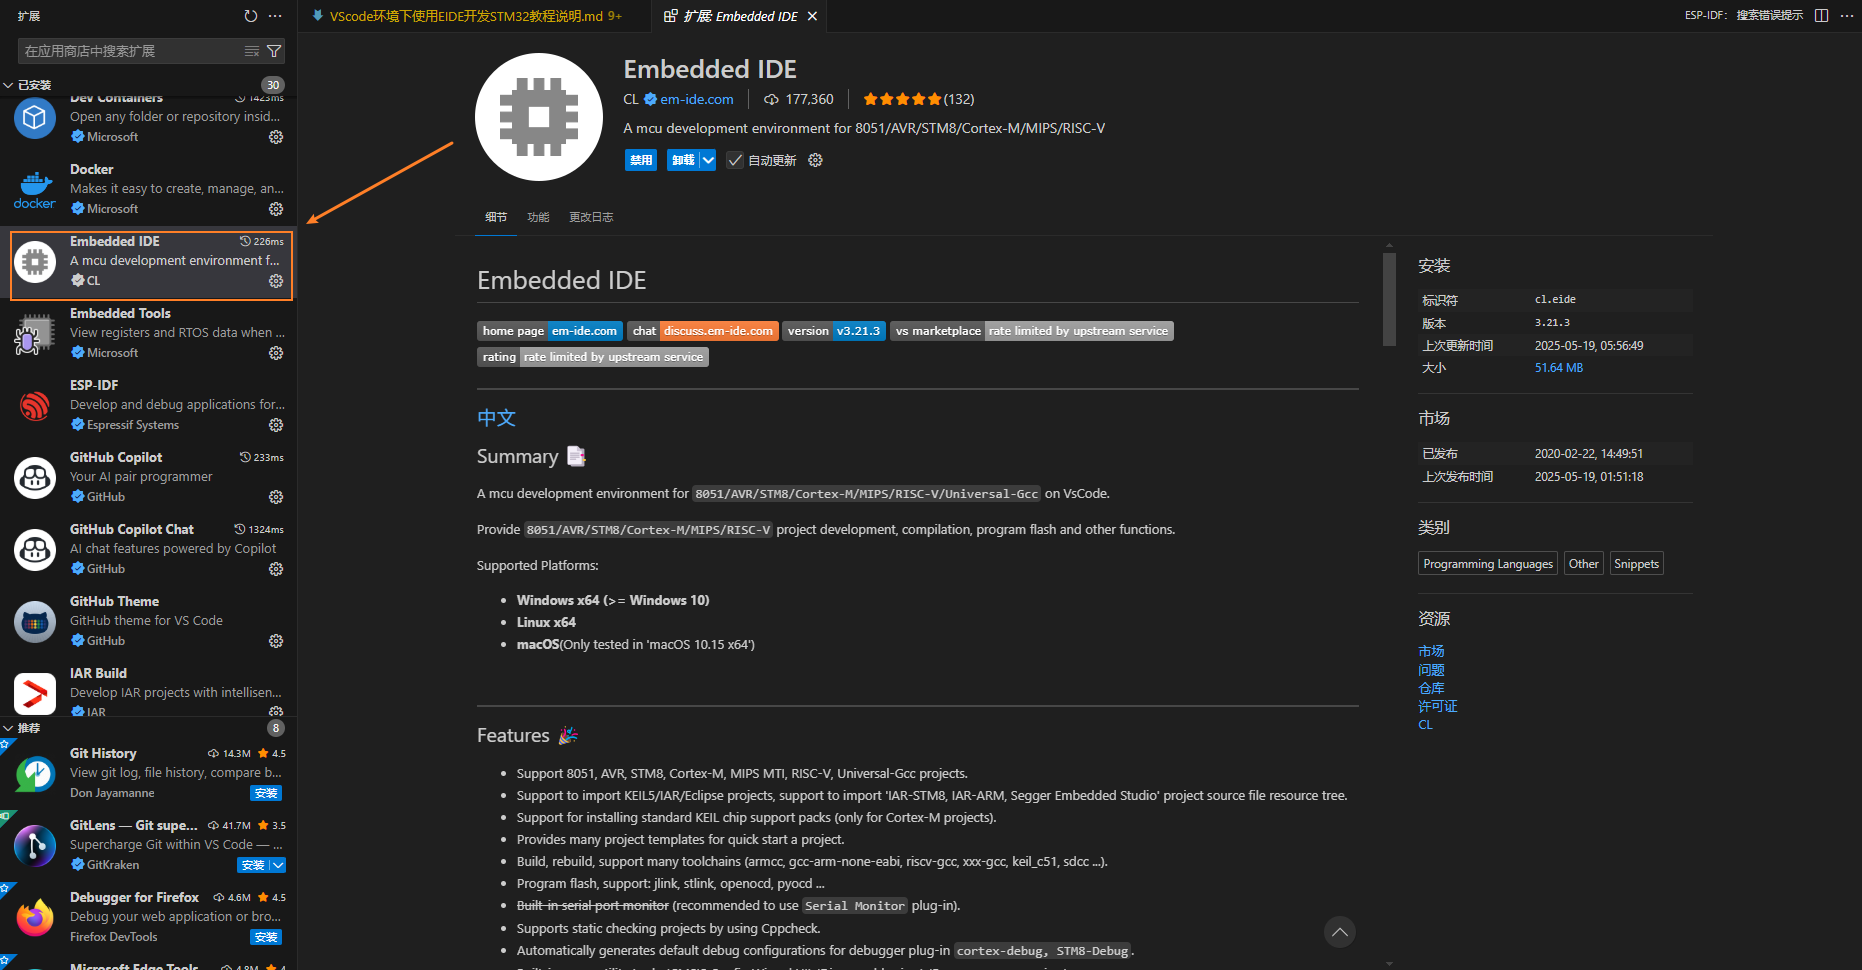 扩展
在应用商店中搜索扩展
已安装
30
Dev Containers
1423ms
Open any folder or repository insid...
Microsoft
Docker
Makes it easy to create, manage, an...
docker
Microsoft
Embedded IDE
226ms
A mcu development environment f...
CL
Embedded Tools
View registers and RTOS data when ...
Microsoft
ESP-IDF
Develop and debug applications for...
Espressif Systems
GitHub Copilot
233ms
Your AI pair programmer
GitHub
GitHub Copilot Chat
1324ms
AI chat features powered by Copilot
GitHub
GitHub Theme
GitHub theme for VS Code
GitHub
IAR Build
Develop IAR projects with intellisen...
IAR
推荐
8
Git History
14.3M 4.5
View git log, file history, compare b...
Don Jayamanne
安装
GitLens — Git supe...
41.7M 3.5
Supercharge Git within VS Code — ...
GitKraken
安装
Debugger for Firefox
4.6M 4.5
Debug your web application or bro...
Firefox DevTools
安装
Microsoft Edge Tools
4.8M 4
VScode环境下使用EIDE开发STM32教程说明.md 9+
扩展: Embedded IDE
ESP-IDF: 搜索错误提示
Embedded IDE
CL em-ide.com
177,360
(132)
A mcu development environment for 8051/AVR/STM8/Cortex-M/MIPS/RISC-V
禁用
卸载
自动更新
细节
功能
更改日志
Embedded IDE
home page em-ide.com
chat discuss.em-ide.com
version v3.21.3
vs marketplace rate limited by upstream service
rating rate limited by upstream service
中文
Summary
A mcu development environment for 8051/AVR/STM8/Cortex-M/MIPS/RISC-V/Universal-Gcc on VsCode.
Provide 8051/AVR/STM8/Cortex-M/MIPS/RISC-V project development, compilation, program flash and other functions.
Supported Platforms:
Windows x64 (>= Windows 10)
Linux x64
macOS(Only tested in 'macOS 10.15 x64')
Features
Support 8051, AVR, STM8, Cortex-M, MIPS MTI, RISC-V, Universal-Gcc projects.
Support to import KEIL5/IAR/Eclipse projects, support to import 'IAR-STM8, IAR-ARM, Segger Embedded Studio' project source file resource tree.
Support for installing standard KEIL chip support packs (only for Cortex-M projects).
Provides many project templates for quick start a project.
Build, rebuild, support many toolchains (armcc, gcc-arm-none-eabi, riscv-gcc, xxx-gcc, keil_c51, sdcc ...).
Program flash, support: jlink, stlink, openocd, pyocd ...
Built-in serial port monitor (recommended to use Serial Monitor plug-in).
Supports static checking projects by using Cppcheck.
Automatically generates default debug configurations for debugger plug-in cortex-debug, STM8-Debug.
安装
标识符 cl.eide
版本 3.21.3
上次更新时间 2025-05-19, 05:56:49
大小 51.64 MB
市场
已发布 2020-02-22, 14:49:51
上次发布时间 2025-05-19, 01:51:18
类别
Programming Languages
Other
Snippets
资源
市场
问题
仓库
许可证
CL